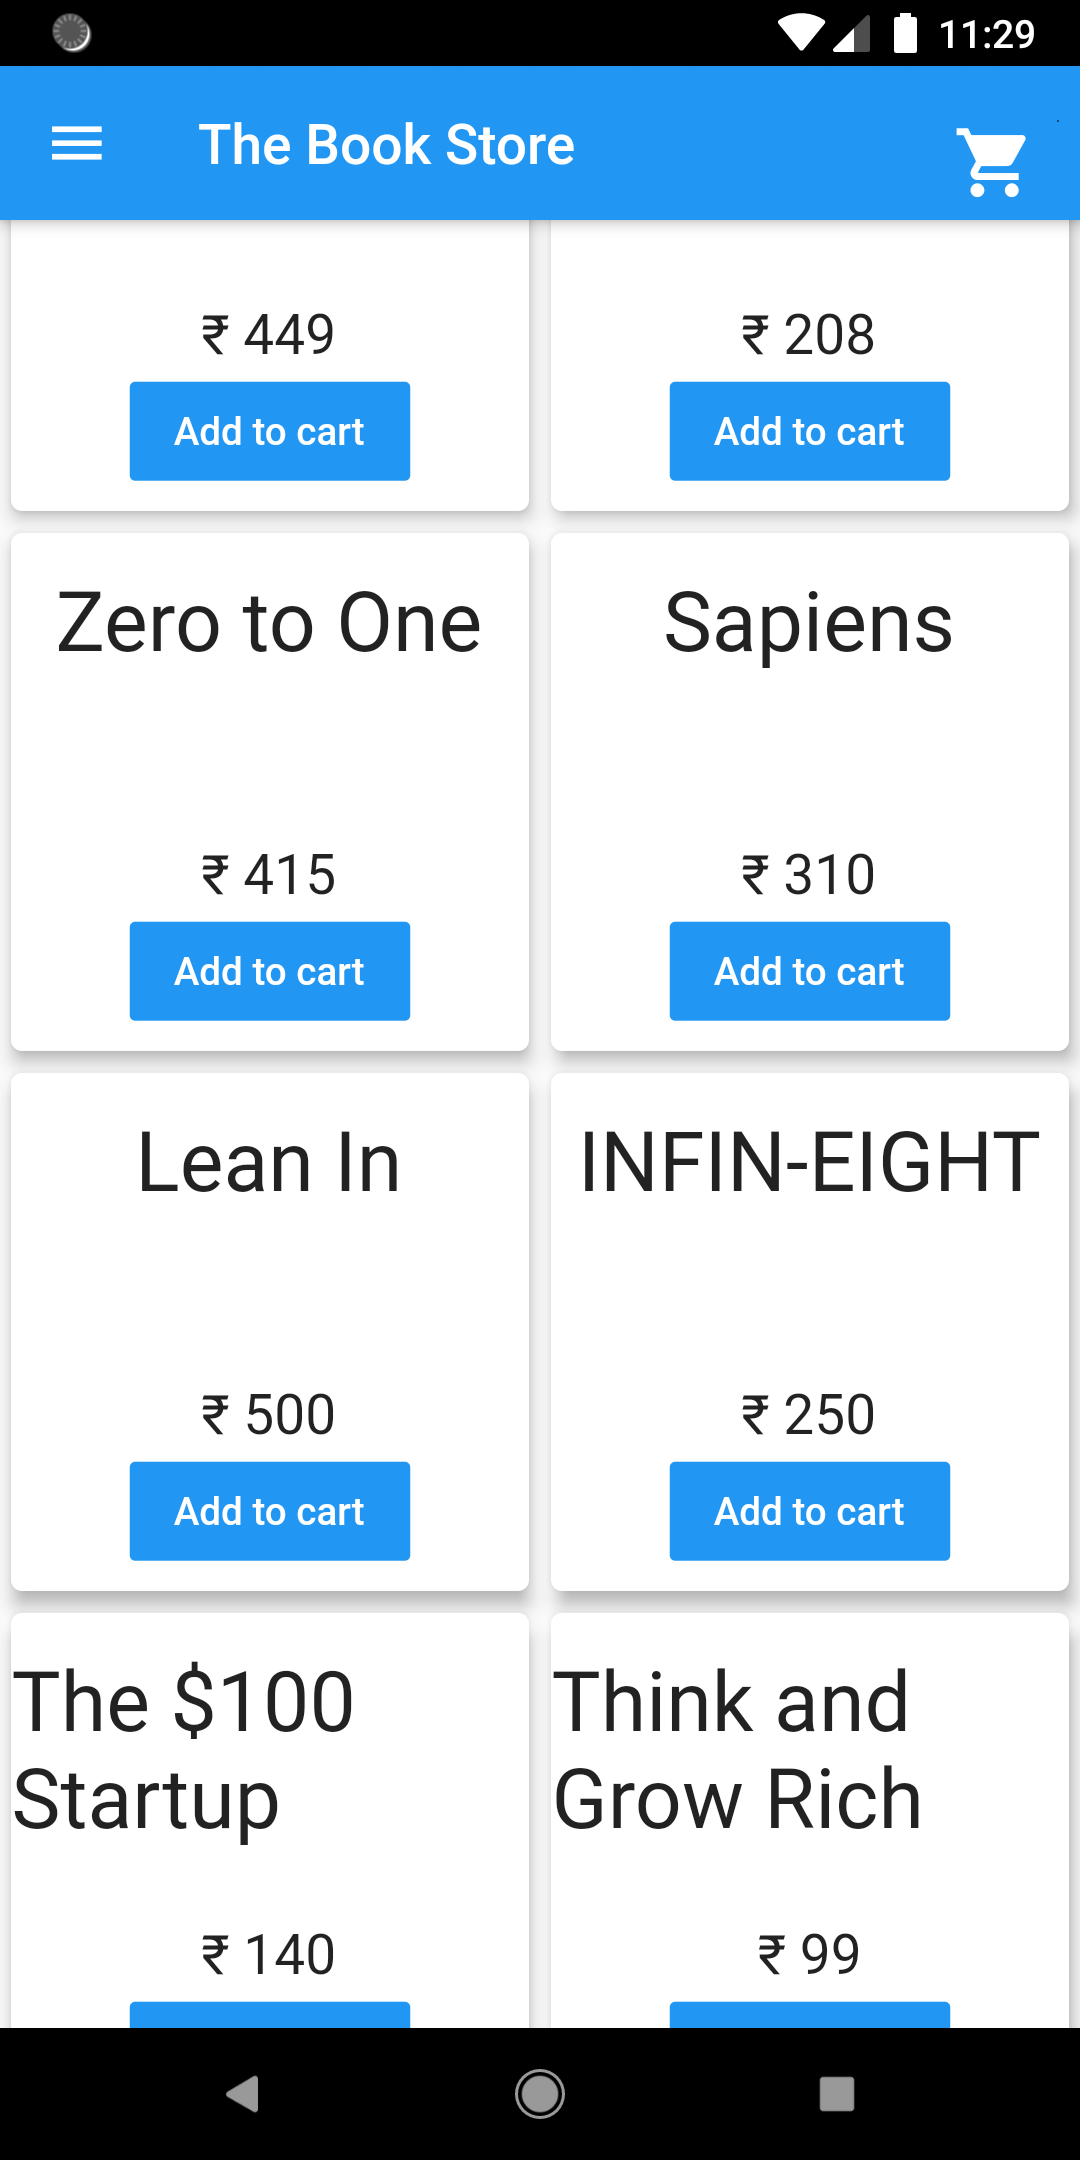 11:29
The Book Store
₹ 449
Add to cart
₹ 208
Add to cart
Zero to One
₹ 415
Add to cart
Sapiens
₹ 310
Add to cart
Lean In
₹ 500
Add to cart
INFIN-EIGHT
₹ 250
Add to cart
The $100
Startup
₹ 140
Think and
Grow Rich
₹ 99